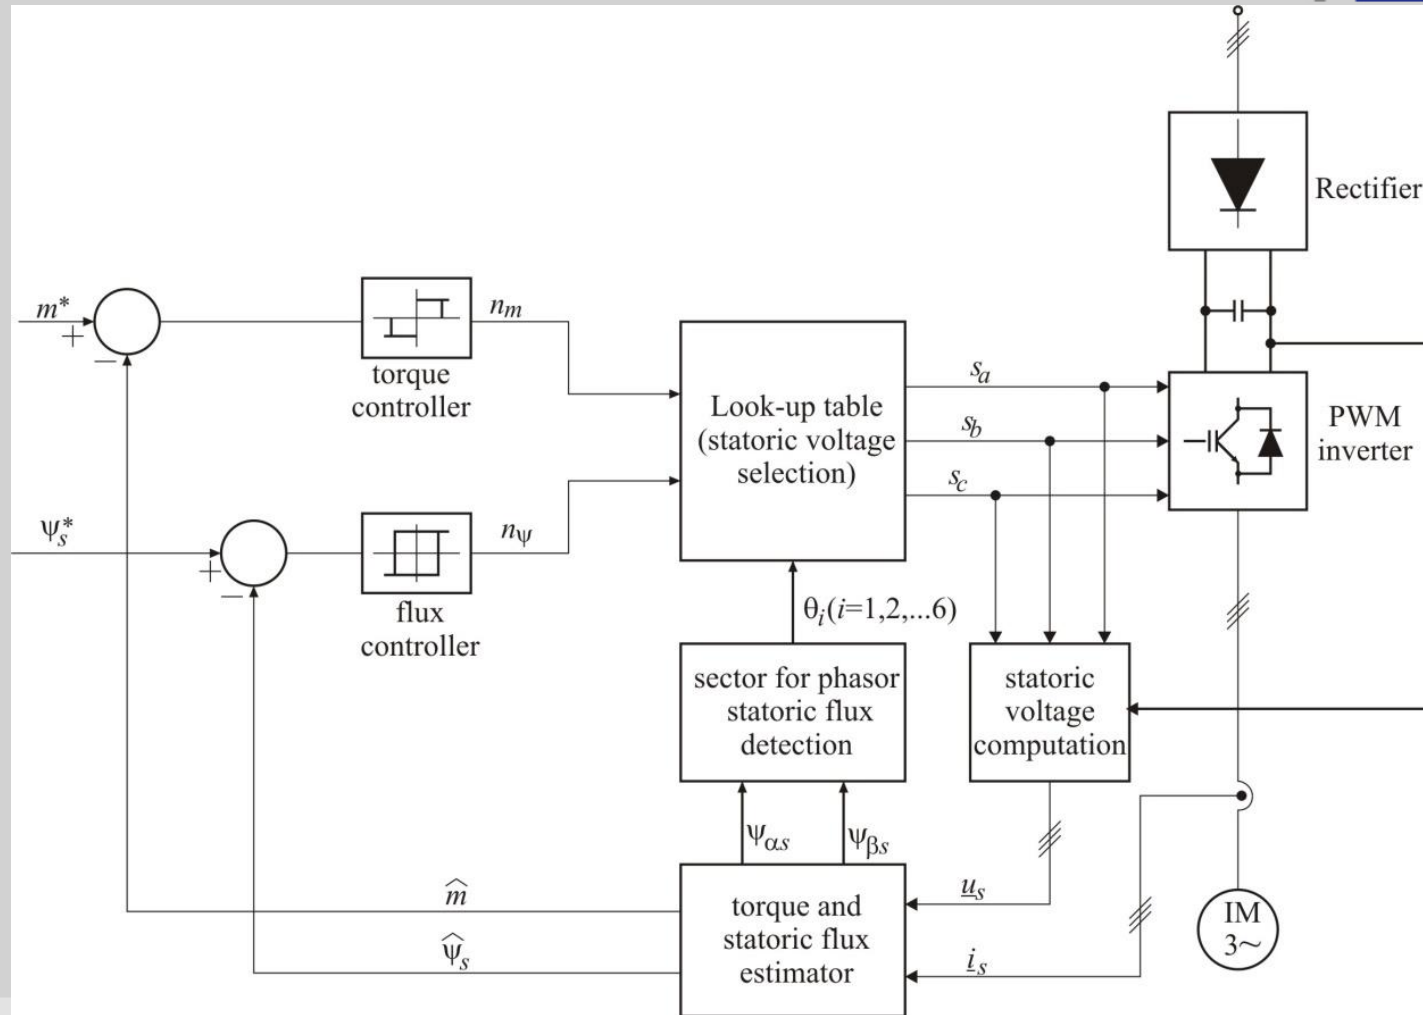 Rectifier
m*
+
−
n_m
torque
controller
Look-up table
(statoric voltage
selection)
s_a
s_b
s_c
PWM
inverter
ψ_s*
+
−
n_ψ
flux
controller
θ_i(i=1,2,...6)
sector for phasor
statoric flux
detection
statoric
voltage
computation
ψ_αs
ψ_βs
m̂
ψ̂_s
torque and
statoric flux
estimator
u_s
i_s
IM
3~